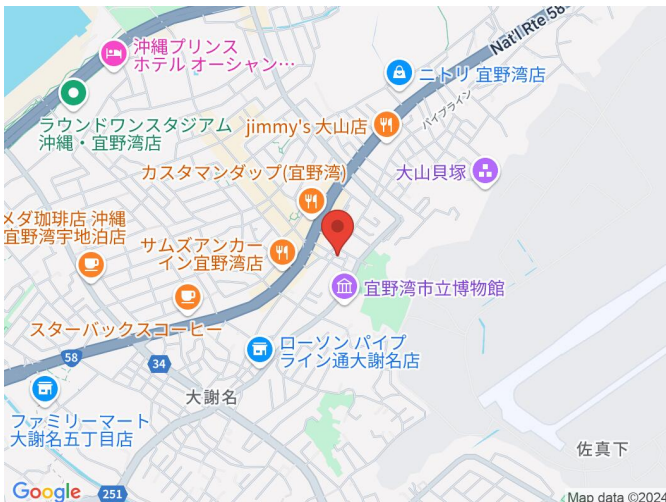 沖縄プリンス
ホテル オーシャン…
Nat'l Rte 58
ニトリ 宜野湾店
ラウンドワンスタジアム
沖縄・宜野湾店
jimmy's 大山店
パイプライン
カスタマンダップ(宜野湾)
大山貝塚
メダ珈琲店 沖縄
宜野湾宇地泊店
サムズアンカー
イン宜野湾店
宜野湾市立博物館
スターバックスコーヒー
ローソン パイプ
ライン通大謝名店
58
34
大謝名
ファミリーマート
大謝名五丁目店
佐真下
Google
251
Map data ©2024